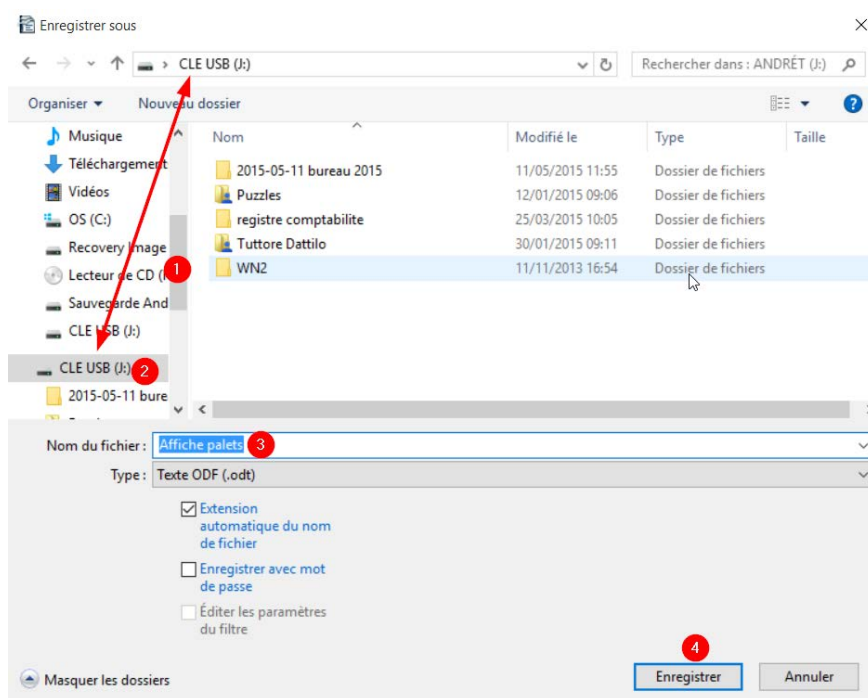 Enregistrer sous
CLE USB (J:)
Rechercher dans : ANDRÉT (J:)
Organiser
Nouveau dossier
Nom
Modifié le
Type
Taille
Musique
Téléchargement
Vidéos
OS (C:)
Recovery Image
Lecteur de CD (
Sauvegarde And
CLE USB (J:)
CLE USB (J:)
2015-05-11 bure
2015-05-11 bureau 2015 11/05/2015 11:55 Dossier de fichiers
Puzzles 12/01/2015 09:06 Dossier de fichiers
registre comptabilite 25/03/2015 10:05 Dossier de fichiers
Tuttore Dattilo 30/01/2015 09:11 Dossier de fichiers
WN2 11/11/2013 16:54 Dossier de fichiers
1
2
Nom du fichier : Affiche palets 3
Type : Texte ODF (.odt)
Extension
automatique du nom
de fichier
Enregistrer avec mot
de passe
Éditer les paramètres
du filtre
4
Masquer les dossiers
Enregistrer
Annuler